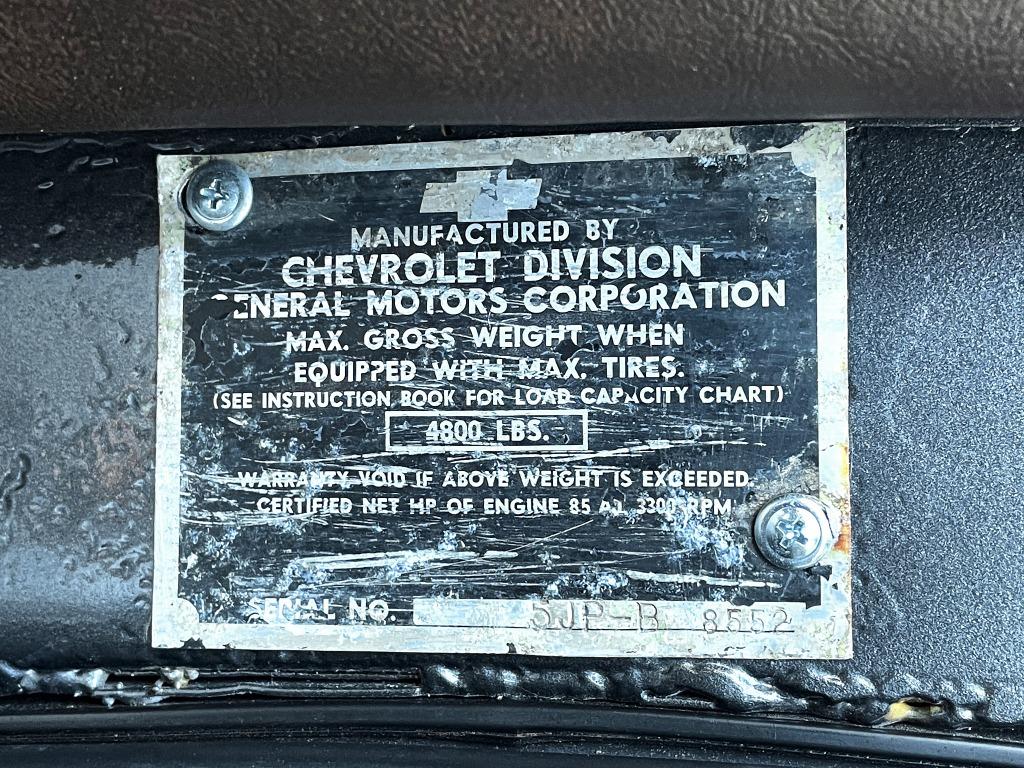 MANUFACTURED BY
CHEVROLET DIVISION
GENERAL MOTORS CORPORATION
MAX. GROSS WEIGHT WHEN
EQUIPPED WITH MAX. TIRES.
(SEE INSTRUCTION BOOK FOR LOAD CAPACITY CHART)
4800 LBS.
WARRANTY VOID IF ABOVE WEIGHT IS EXCEEDED.
CERTIFIED NET HP OF ENGINE 85 AT 3300 RPM
SERIAL NO. 5JP-B 8552